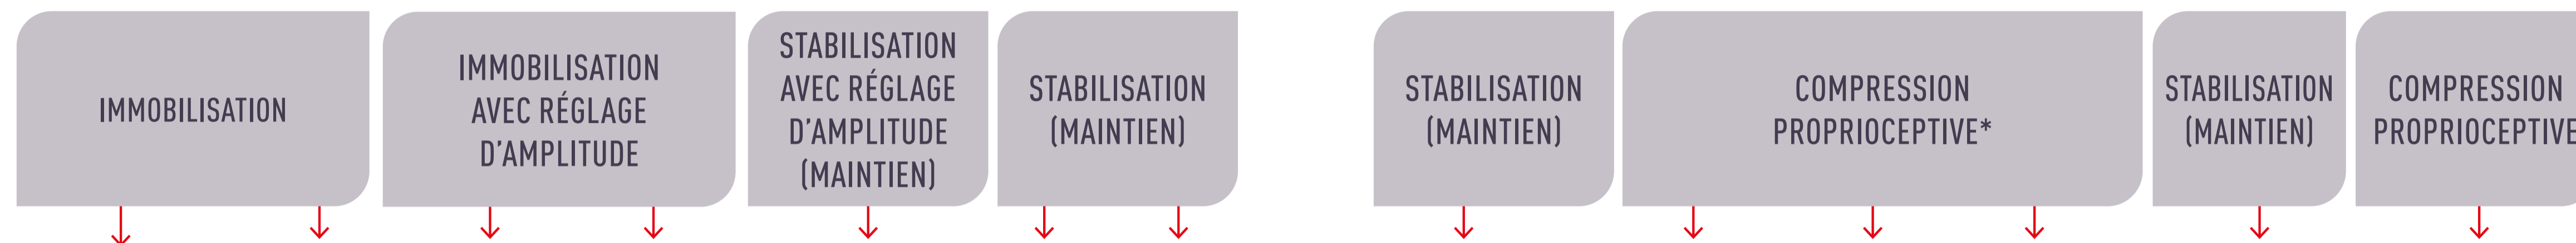 IMMOBILISATION
IMMOBILISATION
AVEC RÉGLAGE
D’AMPLITUDE
STABILISATION
AVEC RÉGLAGE
D’AMPLITUDE
(MAINTIEN)
STABILISATION
(MAINTIEN)
STABILISATION
(MAINTIEN)
COMPRESSION
PROPRIOCEPTIVE*
STABILISATION
(MAINTIEN)
COMPRESSION
PROPRIOCEPTIVE